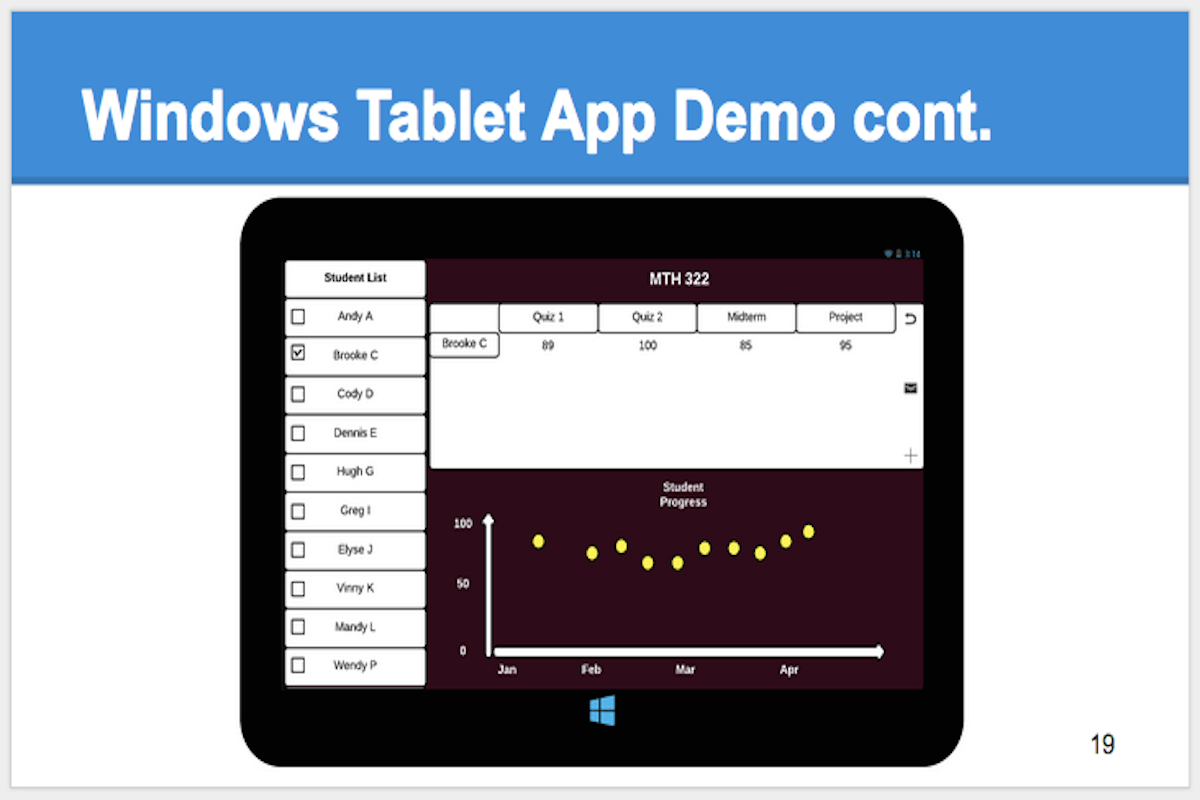 Windows Tablet App Demo cont.
3:14
Student List
MTH 322
Andy A
Brooke C
Cody D
Dennis E
Hugh G
Greg I
Elyse J
Vinny K
Mandy L
Wendy P
Quiz 1 Quiz 2 Midterm Project
Brooke C 89 100 85 95
Student
Progress
100
50
0
Jan Feb Mar Apr
19